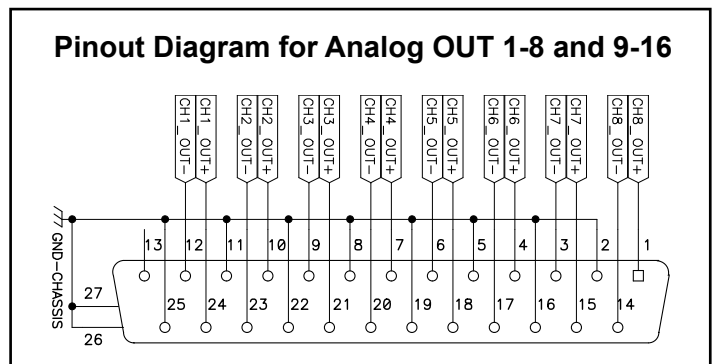 Pinout Diagram for Analog OUT 1-8 and 9-16
CH1_OUT-
CH1_OUT+
CH2_OUT-
CH2_OUT+
CH3_OUT-
CH3_OUT+
CH4_OUT-
CH4_OUT+
CH5_OUT-
CH5_OUT+
CH6_OUT-
CH6_OUT+
CH7_OUT-
CH7_OUT+
CH8_OUT-
CH8_OUT+
GND-CHASSIS
13 12 11 10 9 8 7 6 5 4 3 2 1
27 25 24 23 22 21 20 19 18 17 16 15 14
26